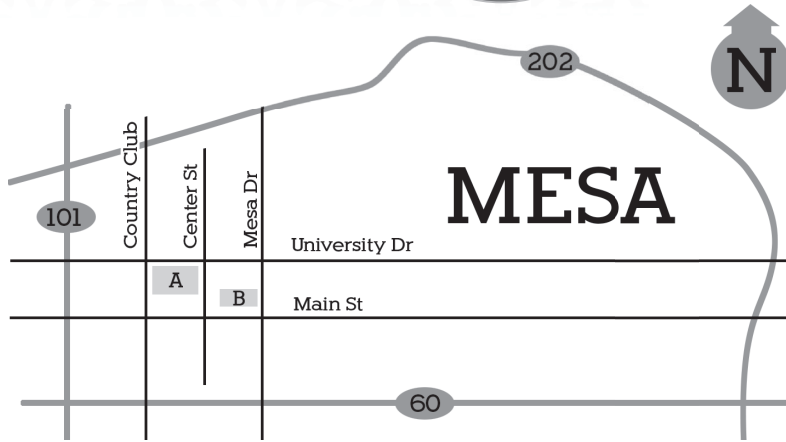 202
N
Country Club
Center St
Mesa Dr
MESA
101
University Dr
A
B
Main St
60